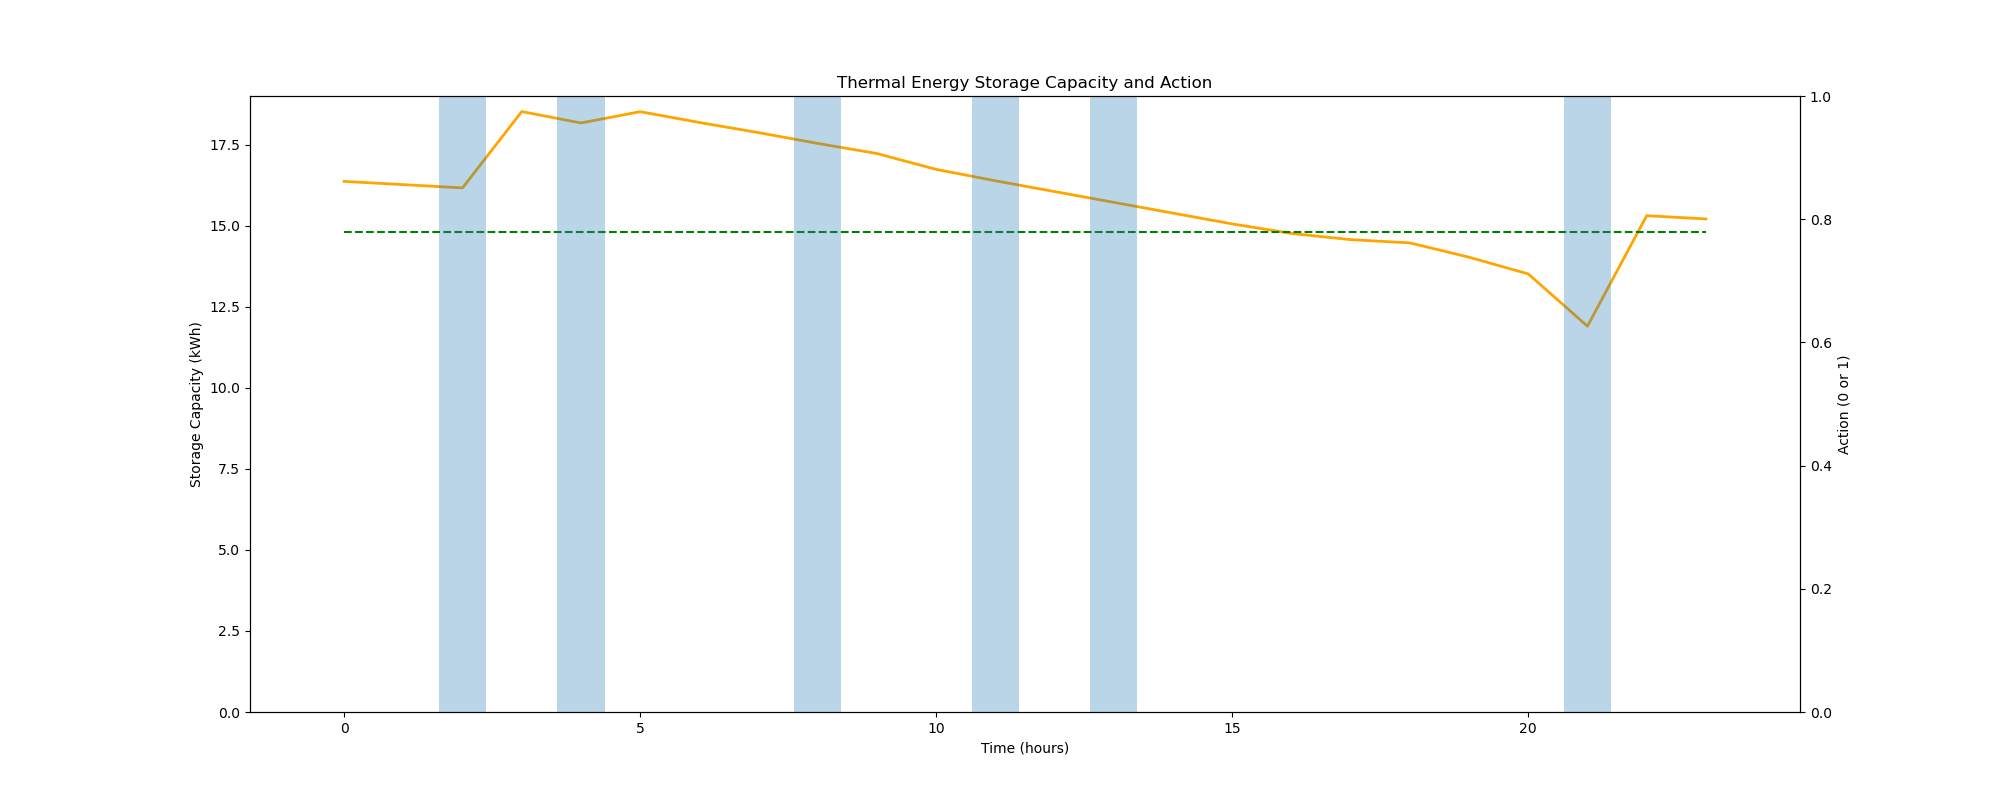 Thermal Energy Storage Capacity and Action
Storage Capacity (kWh)
17.5
15.0
12.5
10.0
7.5
5.0
2.5
0.0
0 5 10 15 20
Time (hours)
1.0
0.8
0.6
0.4
0.2
0.0
Action (0 or 1)